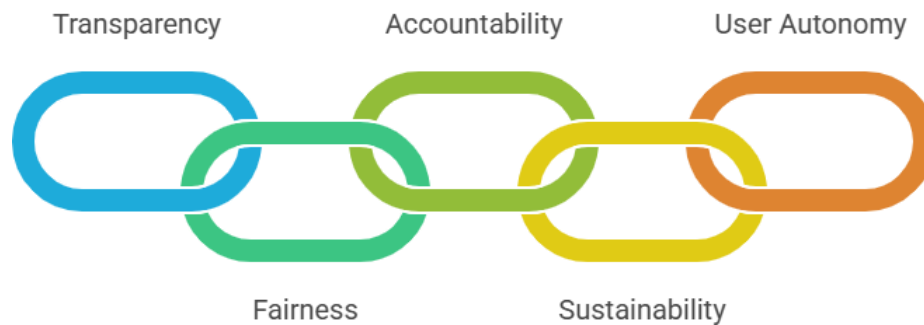 Transparency
Accountability
User Autonomy
Fairness
Sustainability